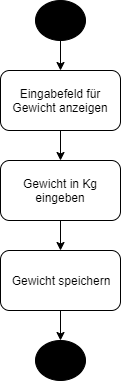 Eingabefeld für
Gewicht anzeigen
Gewicht in Kg
eingeben
Gewicht speichern